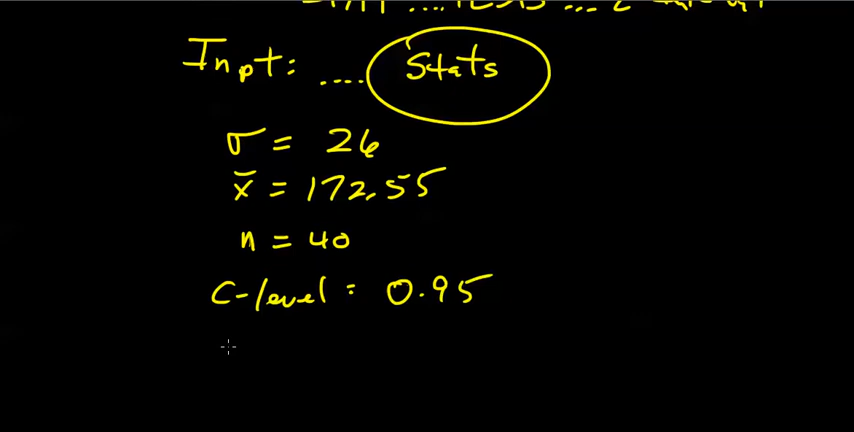 Inpt: .... Stats
σ = 26
x̄ = 172.55
n = 40
C-level: 0.95